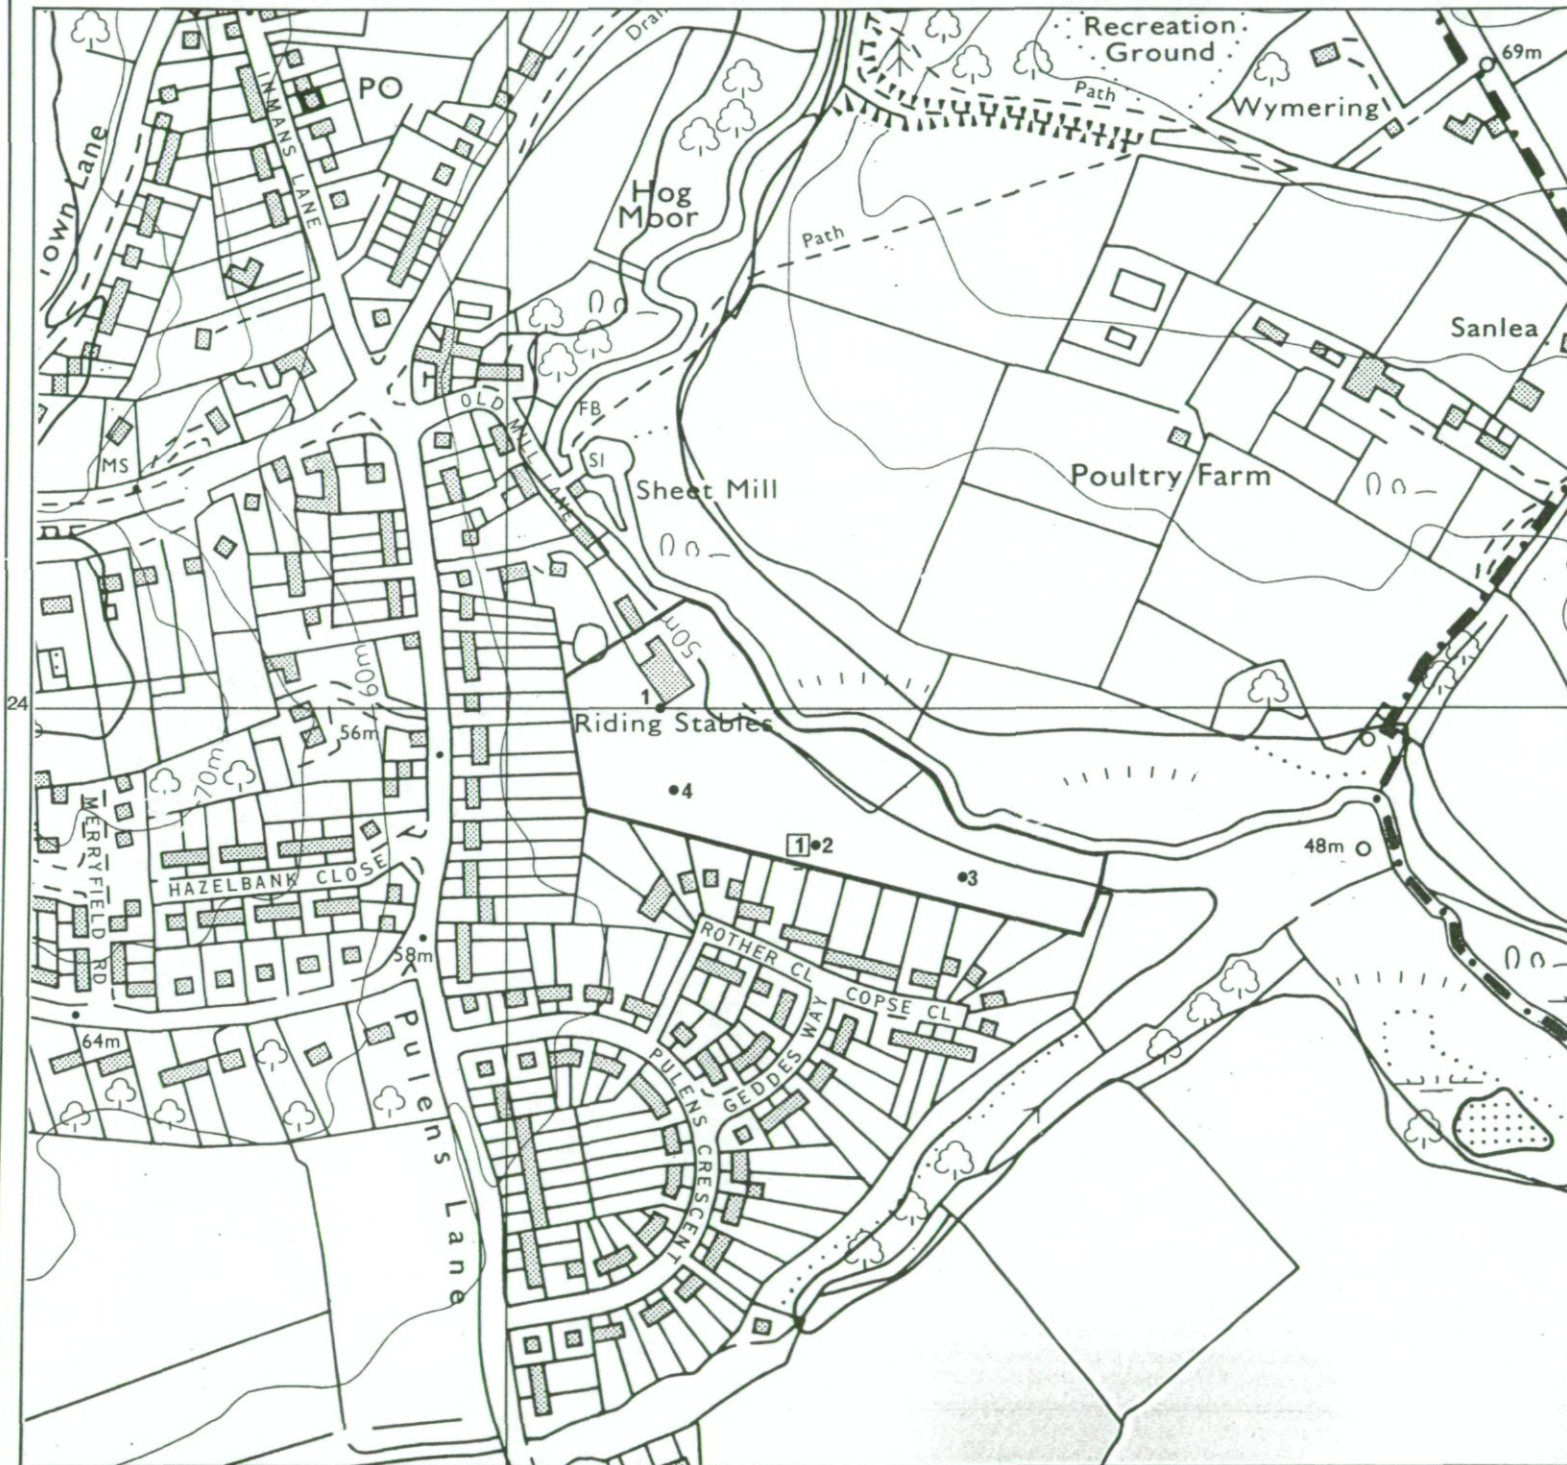 Recreation
Ground
69m
Path
Wymering
PO
INMANS LANE
Town Lane
Hog
Moor
Path
Sanlea
OLD MILL LANE
FB
MS
Sl
Sheet Mill
Poultry Farm
50m
60m
1
24
Riding Stables
56m
70m
4
1
2
3
48m
MERRYFIELD RD
HAZELBANK CLOSE
58m
ROTHER CL
COPSE CL
GEDDES WAY
PULENS CRESCENT
64m
Pulens Lane